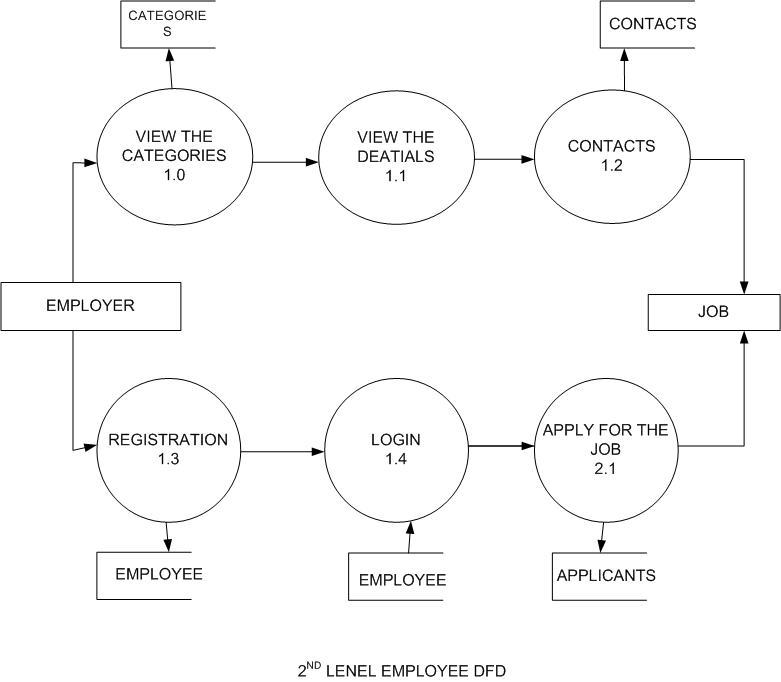 CATEGORIE
S
CONTACTS
VIEW THE
CATEGORIES
1.0
VIEW THE
DEATIALS
1.1
CONTACTS
1.2
EMPLOYER
JOB
REGISTRATION
1.3
LOGIN
1.4
APPLY FOR THE
JOB
2.1
EMPLOYEE
EMPLOYEE
APPLICANTS
2ND LENEL EMPLOYEE DFD